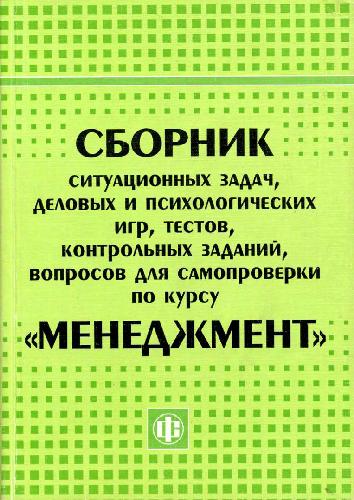 СБОРНИК
СИТУАЦИОННЫХ ЗАДАЧ,
ДЕЛОВЫХ И ПСИХОЛОГИЧЕСКИХ
ИГР, ТЕСТОВ,
КОНТРОЛЬНЫХ ЗАДАНИЙ,
ВОПРОСОВ ДЛЯ САМОПРОВЕРКИ
ПО КУРСУ
«МЕНЕДЖМЕНТ»